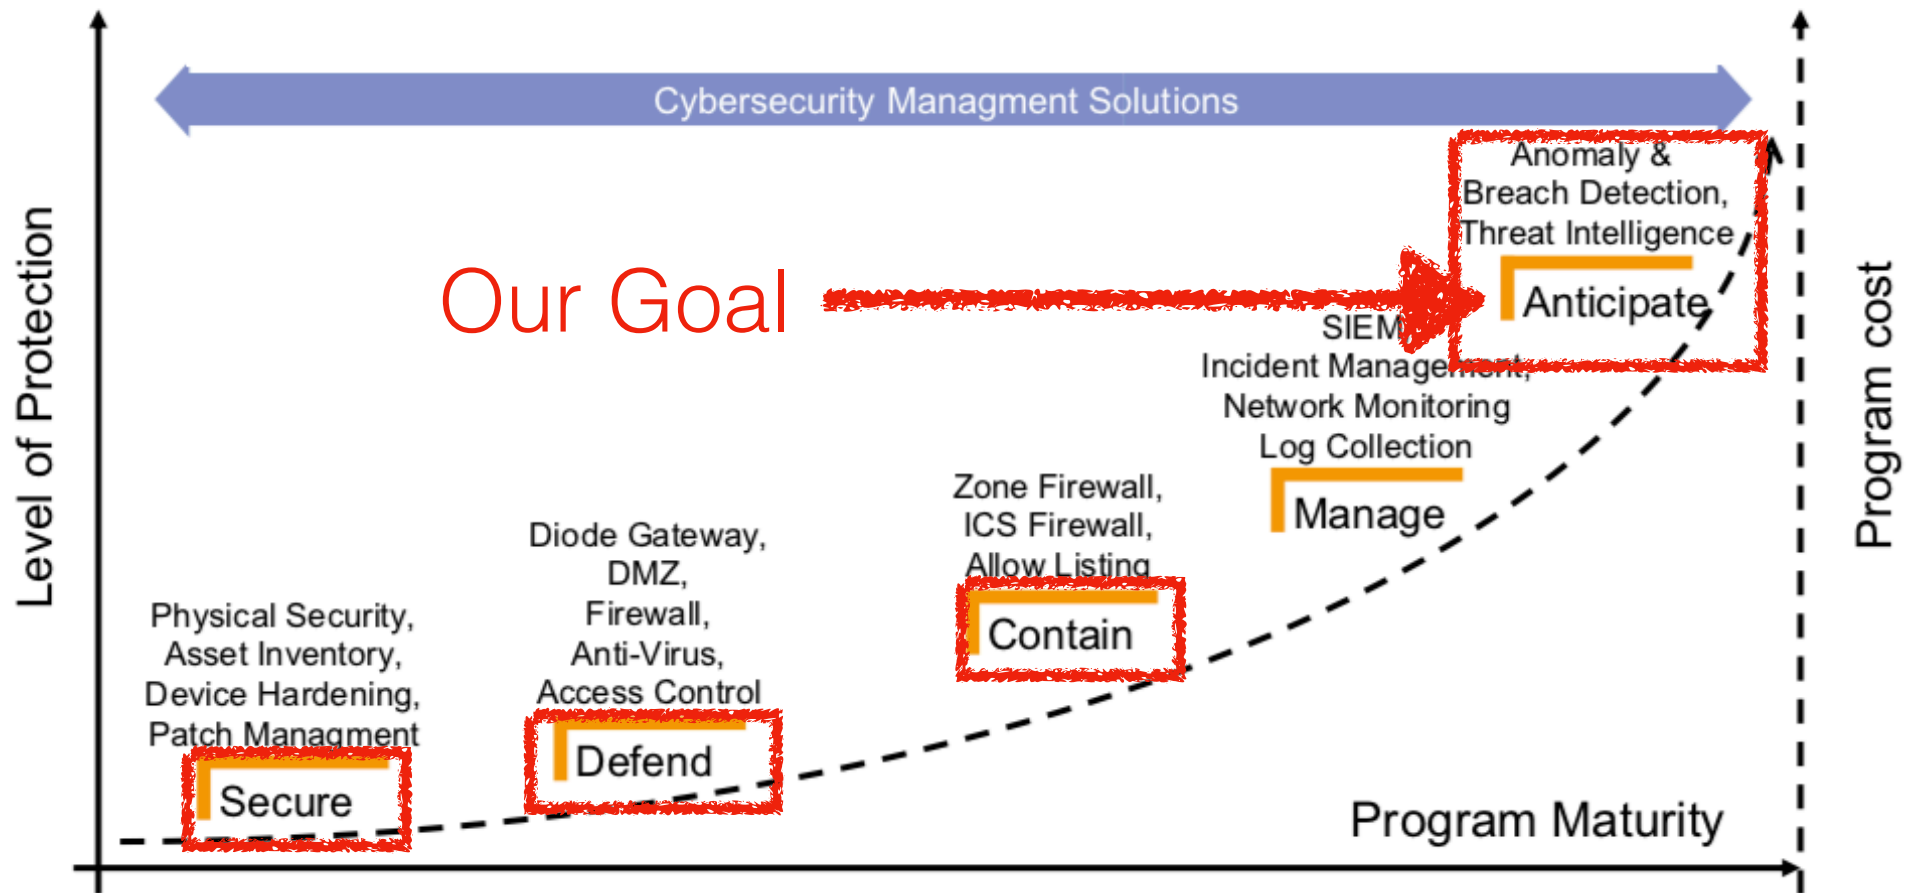 Cybersecurity Managment Solutions
Level of Protection
Program cost
Our Goal
Anomaly &
Breach Detection,
Threat Intelligence
Anticipate
SIEM
Incident Management,
Network Monitoring
Log Collection
Manage
Zone Firewall,
ICS Firewall,
Allow Listing
Contain
Diode Gateway,
DMZ,
Firewall,
Anti-Virus,
Access Control
Defend
Physical Security,
Asset Inventory,
Device Hardening,
Patch Managment
Secure
Program Maturity